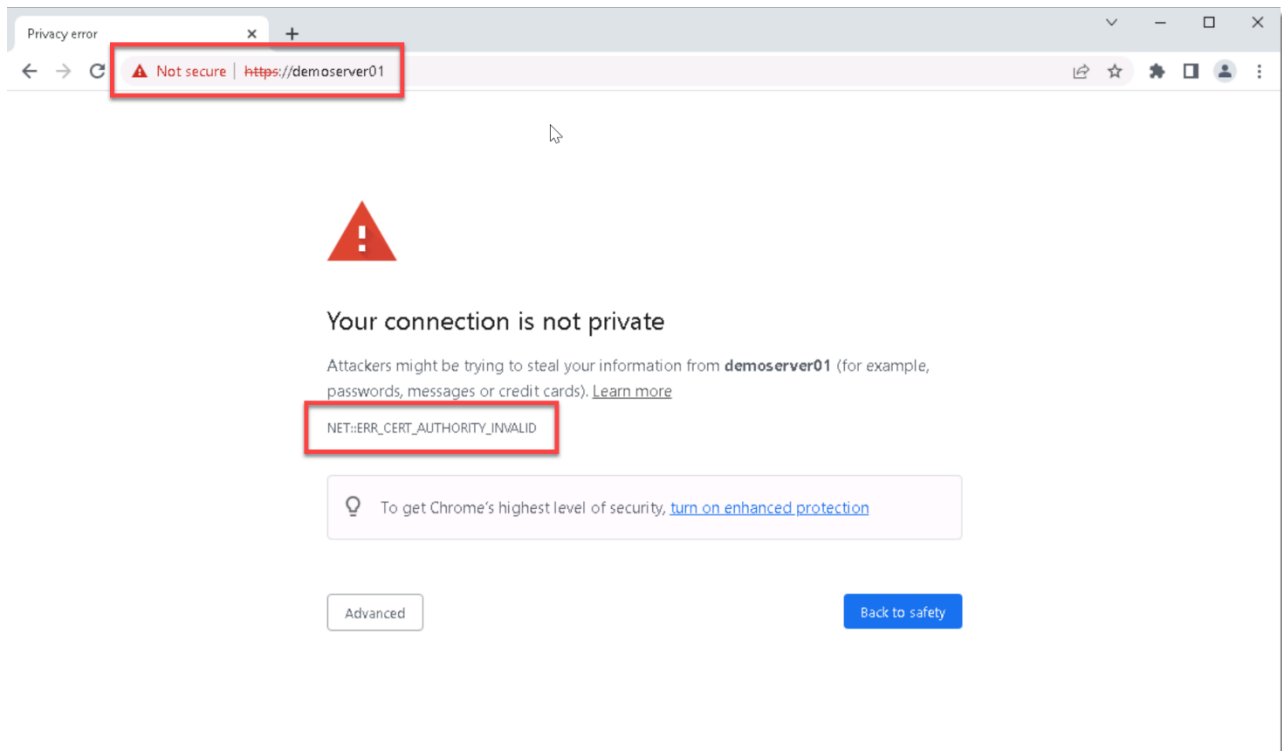 Privacy error
Not secure | https://demoserver01
Your connection is not private
Attackers might be trying to steal your information from demoserver01 (for example,
passwords, messages or credit cards). Learn more
NET::ERR_CERT_AUTHORITY_INVALID
To get Chrome's highest level of security, turn on enhanced protection
Advanced
Back to safety